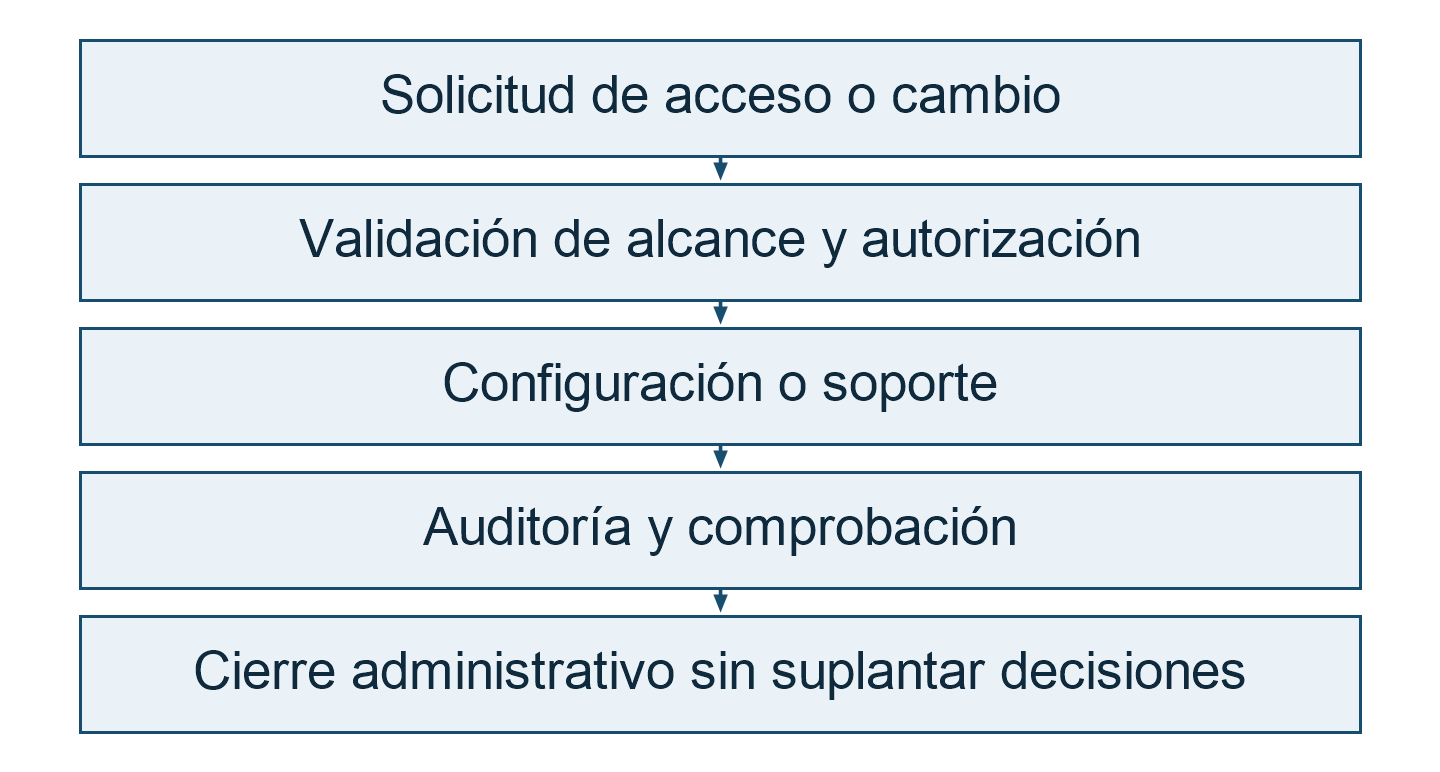 Solicitud de acceso o cambio
Validación de alcance y autorización
Configuración o soporte
Auditoría y comprobación
Cierre administrativo sin suplantar decisiones